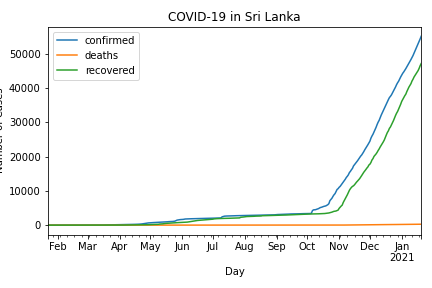 COVID-19 in Sri Lanka
confirmed
deaths
recovered
50000
40000
30000
20000
10000
0
Feb Mar Apr May Jun Jul Aug Sep Oct Nov Dec Jan
2021
Day